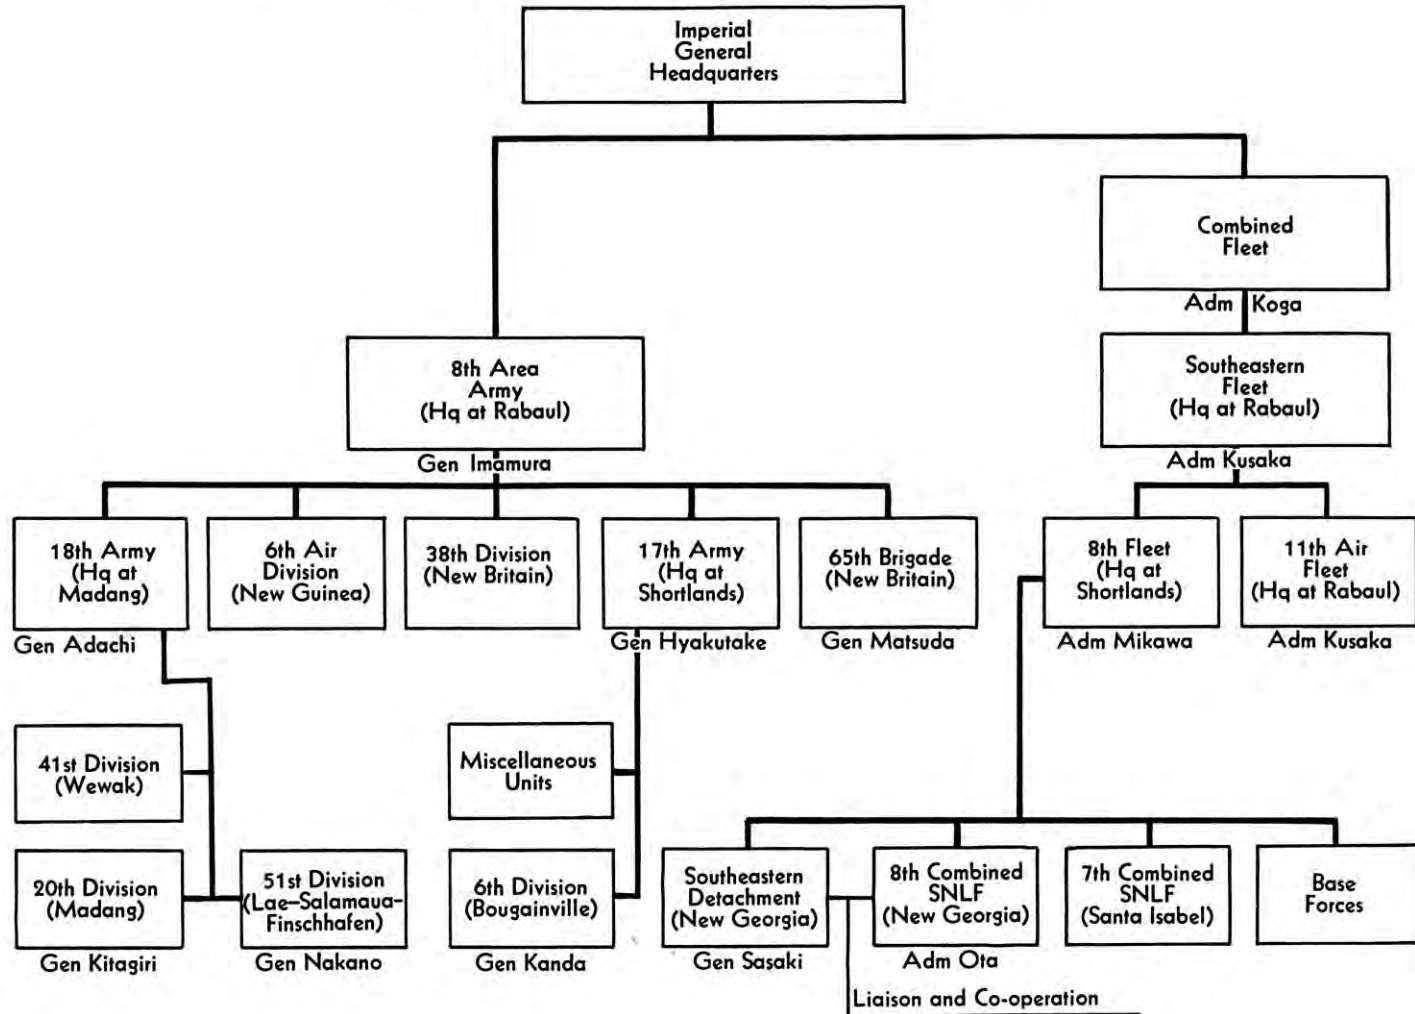 Imperial
General
Headquarters
Combined
Fleet
Adm Koga
8th Area
Army
(Hq at Rabaul)
Gen Imamura
Southeastern
Fleet
(Hq at Rabaul)
Adm Kusaka
18th Army
(Hq at
Madang)
Gen Adachi
6th Air
Division
(New Guinea)
38th Division
(New Britain)
17th Army
(Hq at
Shortlands)
Gen Hyakutake
65th Brigade
(New Britain)
Gen Matsuda
8th Fleet
(Hq at
Shortlands)
Adm Mikawa
11th Air
Fleet
(Hq at Rabaul)
Adm Kusaka
41st Division
(Wewak)
Miscellaneous
Units
20th Division
(Madang)
Gen Kitagiri
51st Division
(Lae–Salamaua–
Finschhafen)
Gen Nakano
6th Division
(Bougainville)
Gen Kanda
Southeastern
Detachment
(New Georgia)
Gen Sasaki
8th Combined
SNLF
(New Georgia)
Adm Ota
7th Combined
SNLF
(Santa Isabel)
Base
Forces
Liaison and Co-operation